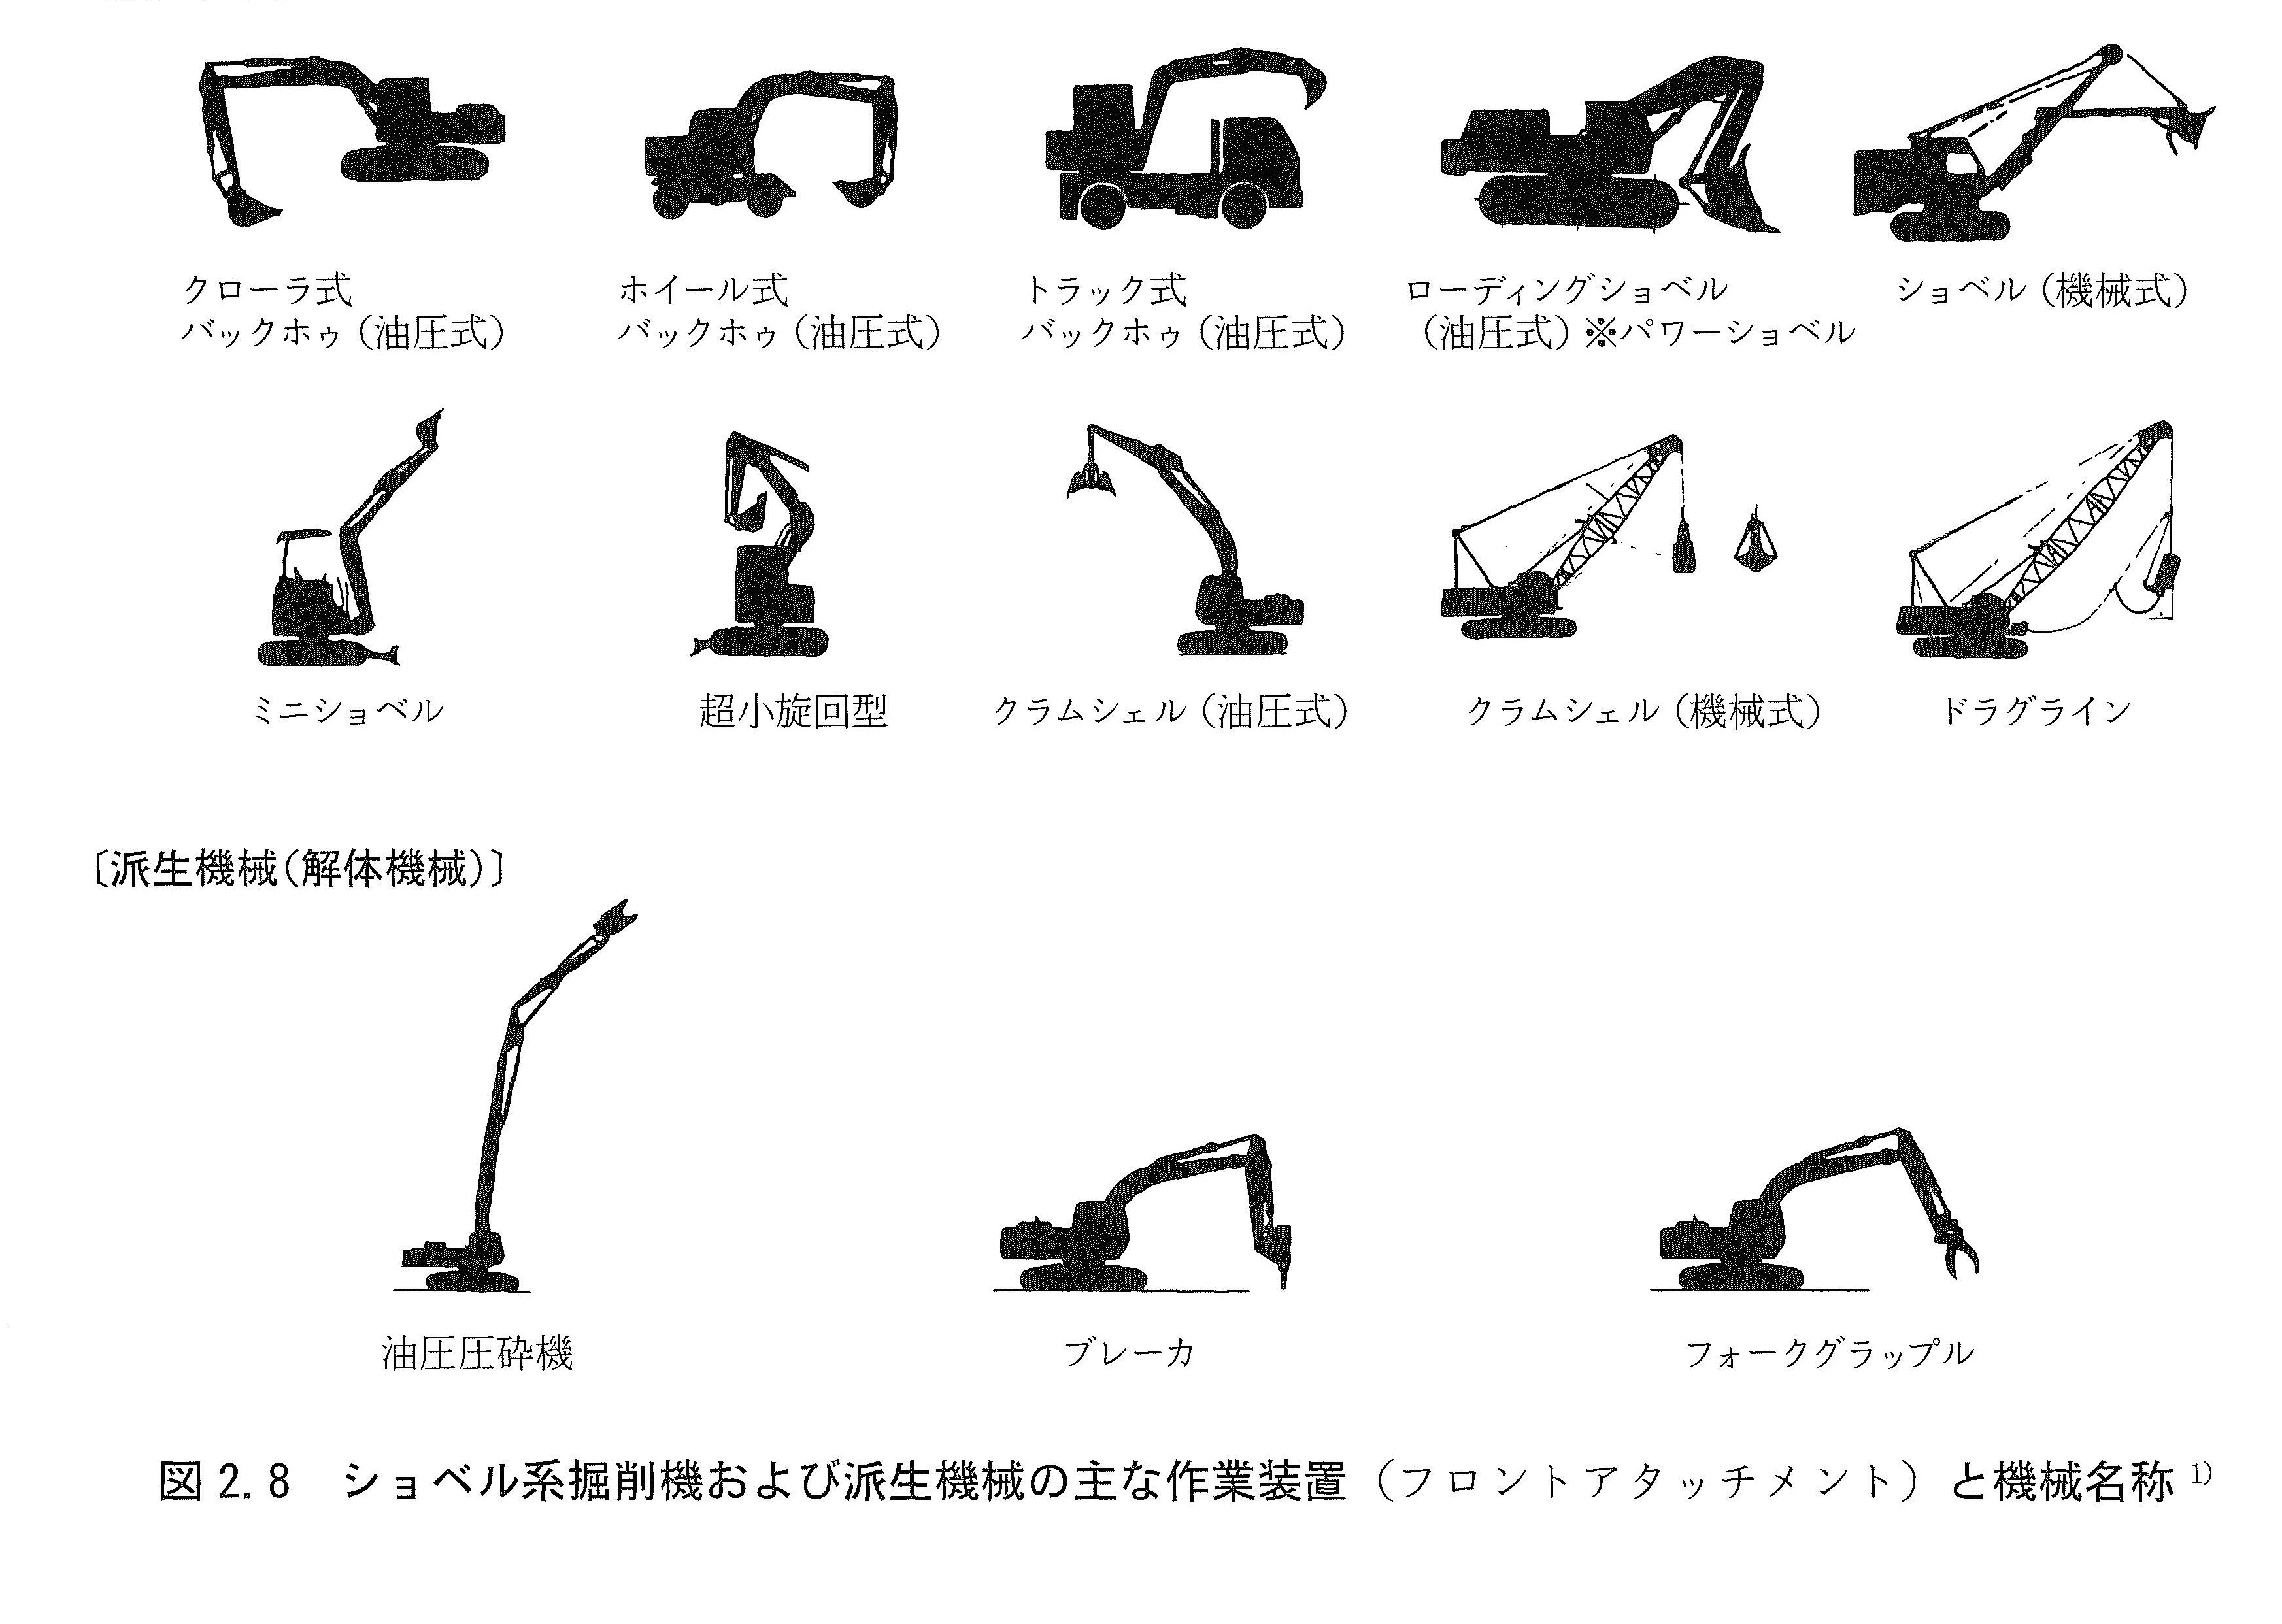 クローラ式
バックホゥ（油圧式）
ホイール式
バックホゥ（油圧式）
トラック式
バックホゥ（油圧式）
ローディングショベル
（油圧式）※パワーショベル
ショベル（機械式）
ミニショベル
超小旋回型
クラムシェル（油圧式）
クラムシェル（機械式）
ドラグライン
〔派生機械（解体機械）〕
油圧圧砕機
ブレーカ
フォークグラップル
図2.8　ショベル系掘削機および派生機械の主な作業装置（フロントアタッチメント）と機械名称1)